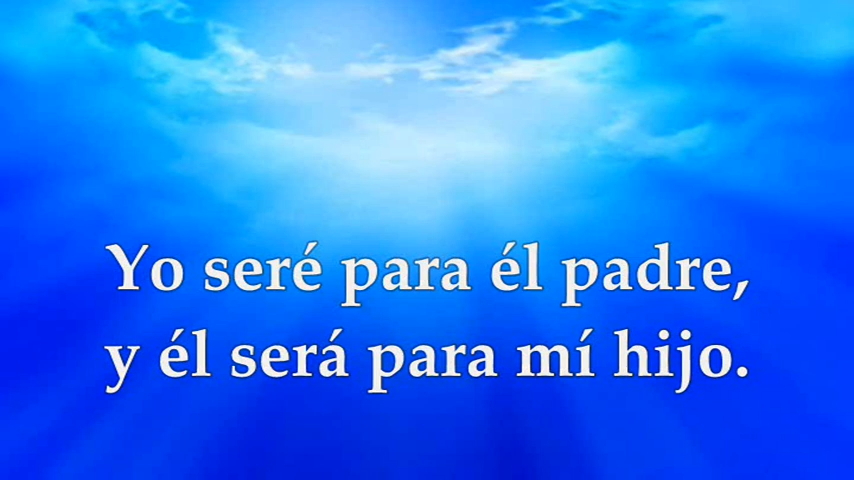 Yo seré para él padre,
y él será para mí hijo.